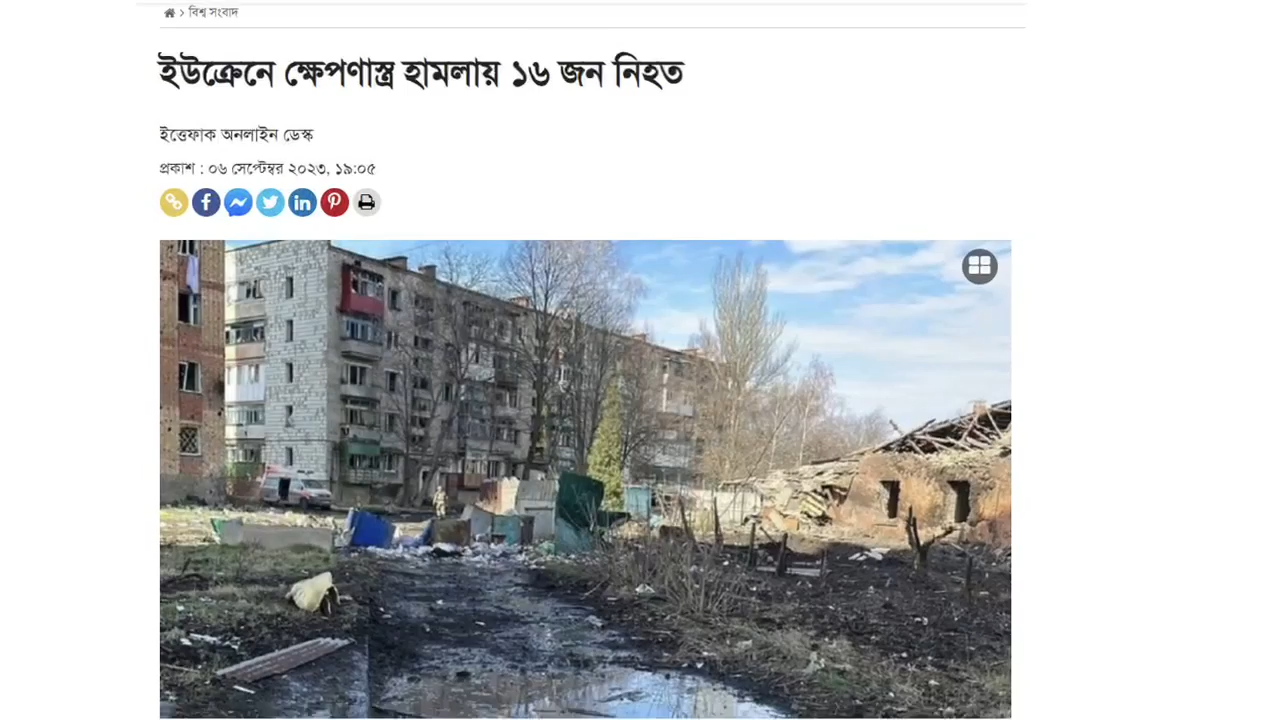 > বিশ্ব সংবাদ
ইউক্রেনে ক্ষেপণাস্ত্র হামলায় ১৬ জন নিহত
ইত্তেফাক অনলাইন ডেস্ক
প্রকাশ : ০৬ সেপ্টেম্বর ২০২৩, ১৯:০৫